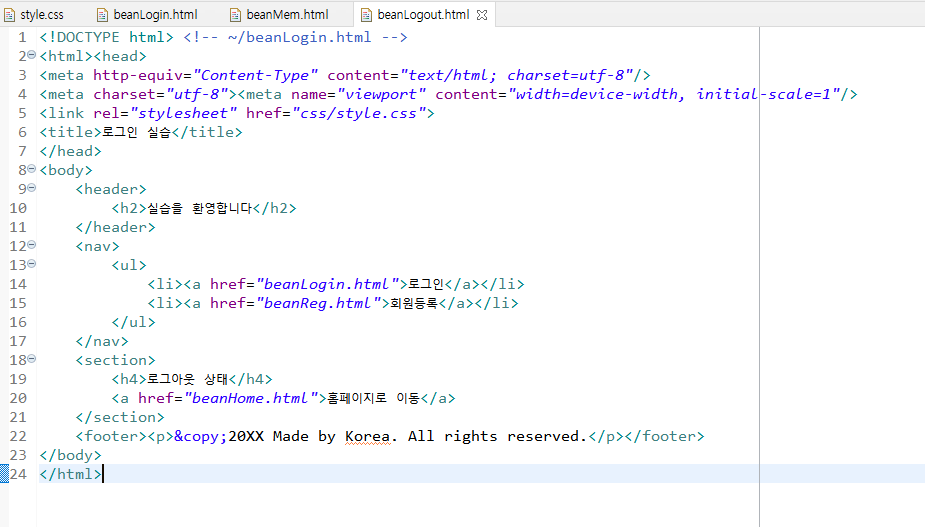 style.css beanLogin.html beanMem.html beanLogout.html
1 <!DOCTYPE html> <!-- ~/beanLogin.html -->
2 <html><head>
3 <meta http-equiv="Content-Type" content="text/html; charset=utf-8"/>
4 <meta charset="utf-8"><meta name="viewport" content="width=device-width, initial-scale=1"/>
5 <link rel="stylesheet" href="css/style.css">
6 <title>로그인 실습</title>
7 </head>
8 <body>
9     <header>
10         <h2>실습을 환영합니다</h2>
11     </header>
12     <nav>
13         <ul>
14             <li><a href="beanLogin.html">로그인</a></li>
15             <li><a href="beanReg.html">회원등록</a></li>
16         </ul>
17     </nav>
18     <section>
19         <h4>로그아웃 상태</h4>
20         <a href="beanHome.html">홈페이지로 이동</a>
21     </section>
22     <footer><p>&copy;20XX Made by Korea. All rights reserved.</p></footer>
23 </body>
24 </html>